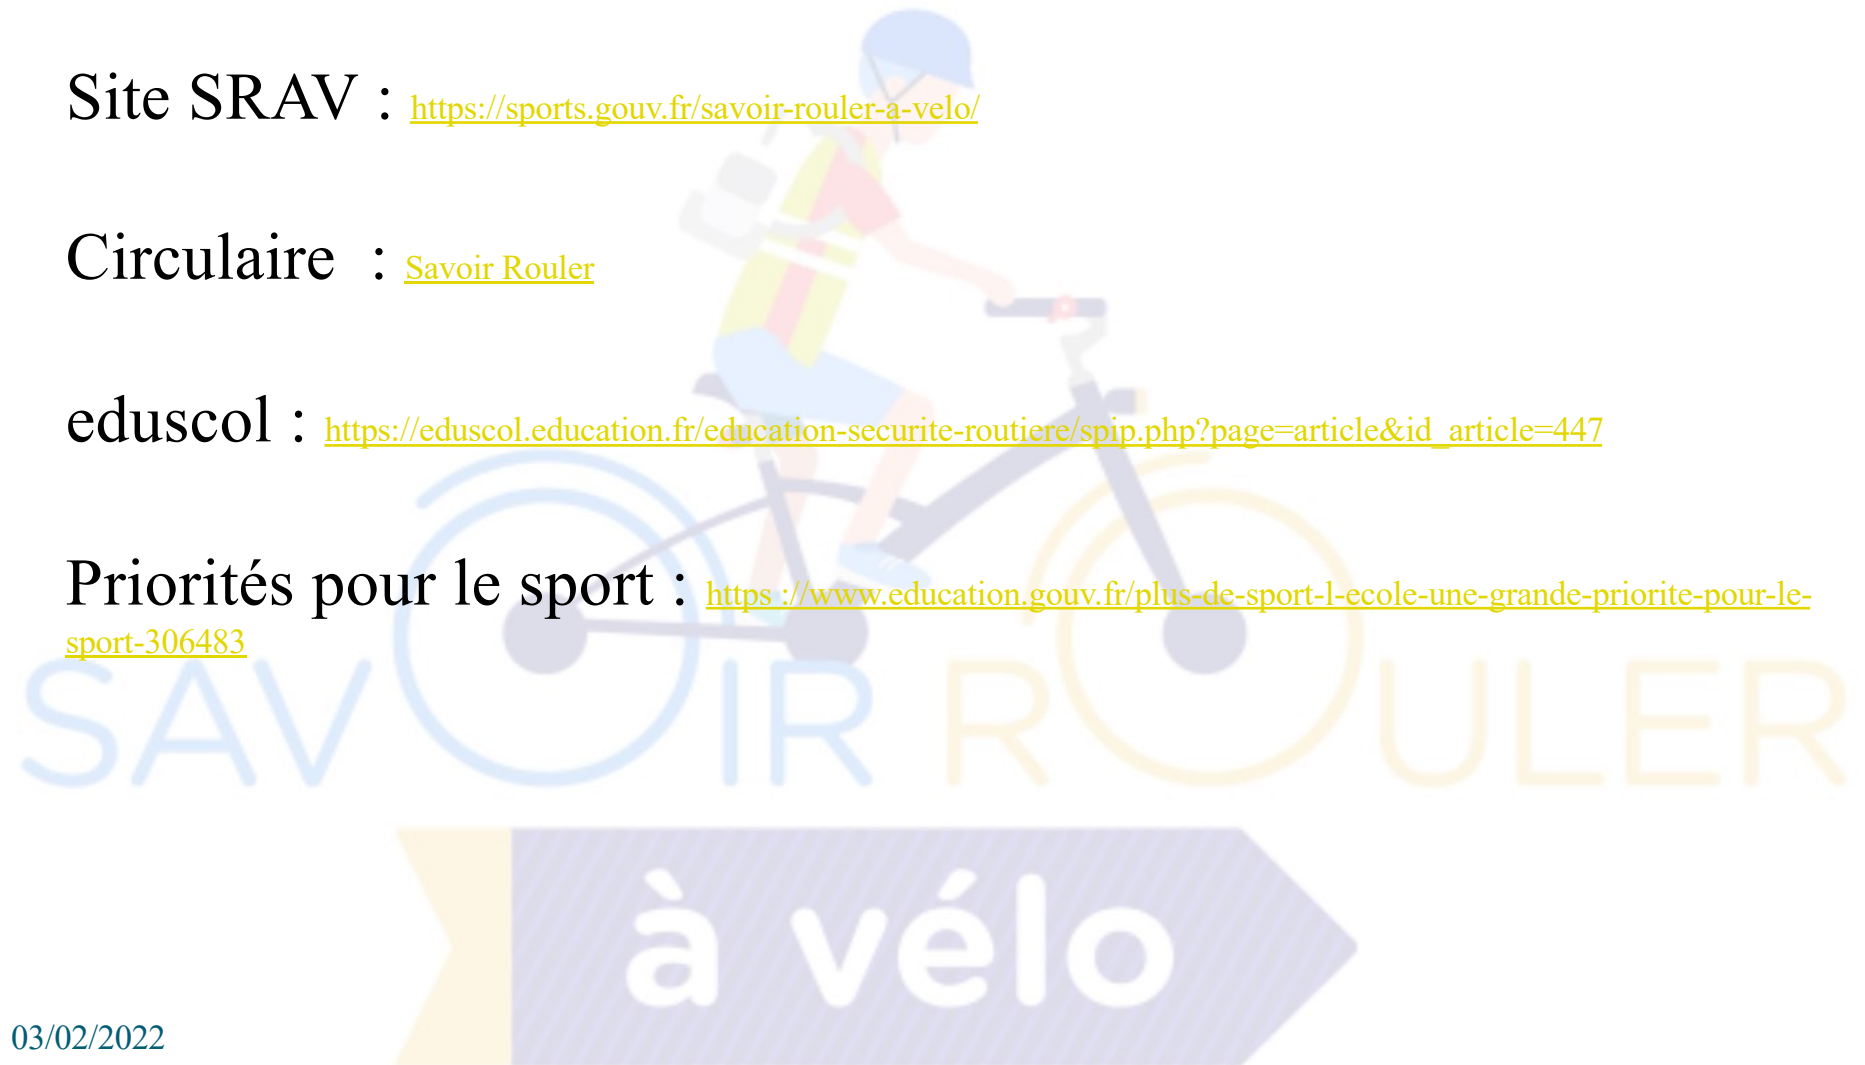 Site SRAV : https://sports.gouv.fr/savoir-rouler-a-velo/
Circulaire  : Savoir Rouler
eduscol : https://eduscol.education.fr/education-securite-routiere/spip.php?page=article&id_article=447
Priorités pour le sport : https ://www.education.gouv.fr/plus-de-sport-l-ecole-une-grande-priorite-pour-le-
sport-306483
SAVOIR ROULER
à vélo
03/02/2022